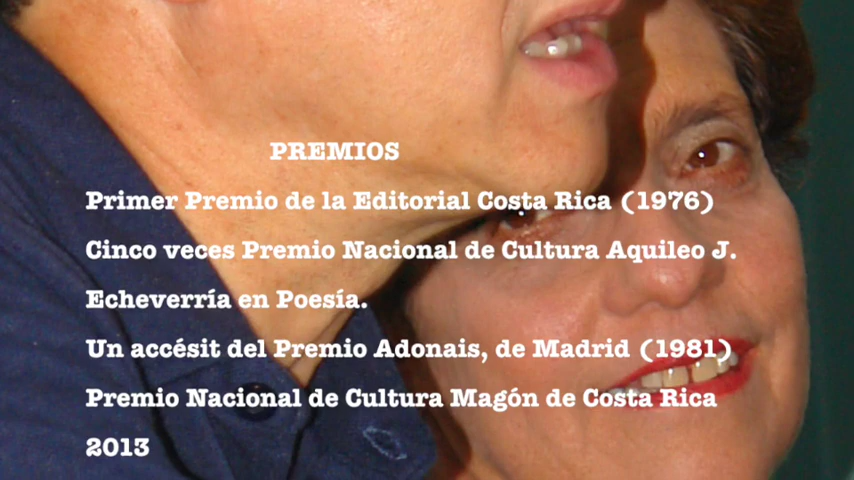 PREMIOS
Primer Premio de la Editorial Costa Rica (1976)
Cinco veces Premio Nacional de Cultura Aquileo J.
Echeverría en Poesía.
Un accésit del Premio Adonais, de Madrid (1981)
Premio Nacional de Cultura Magón de Costa Rica
2013